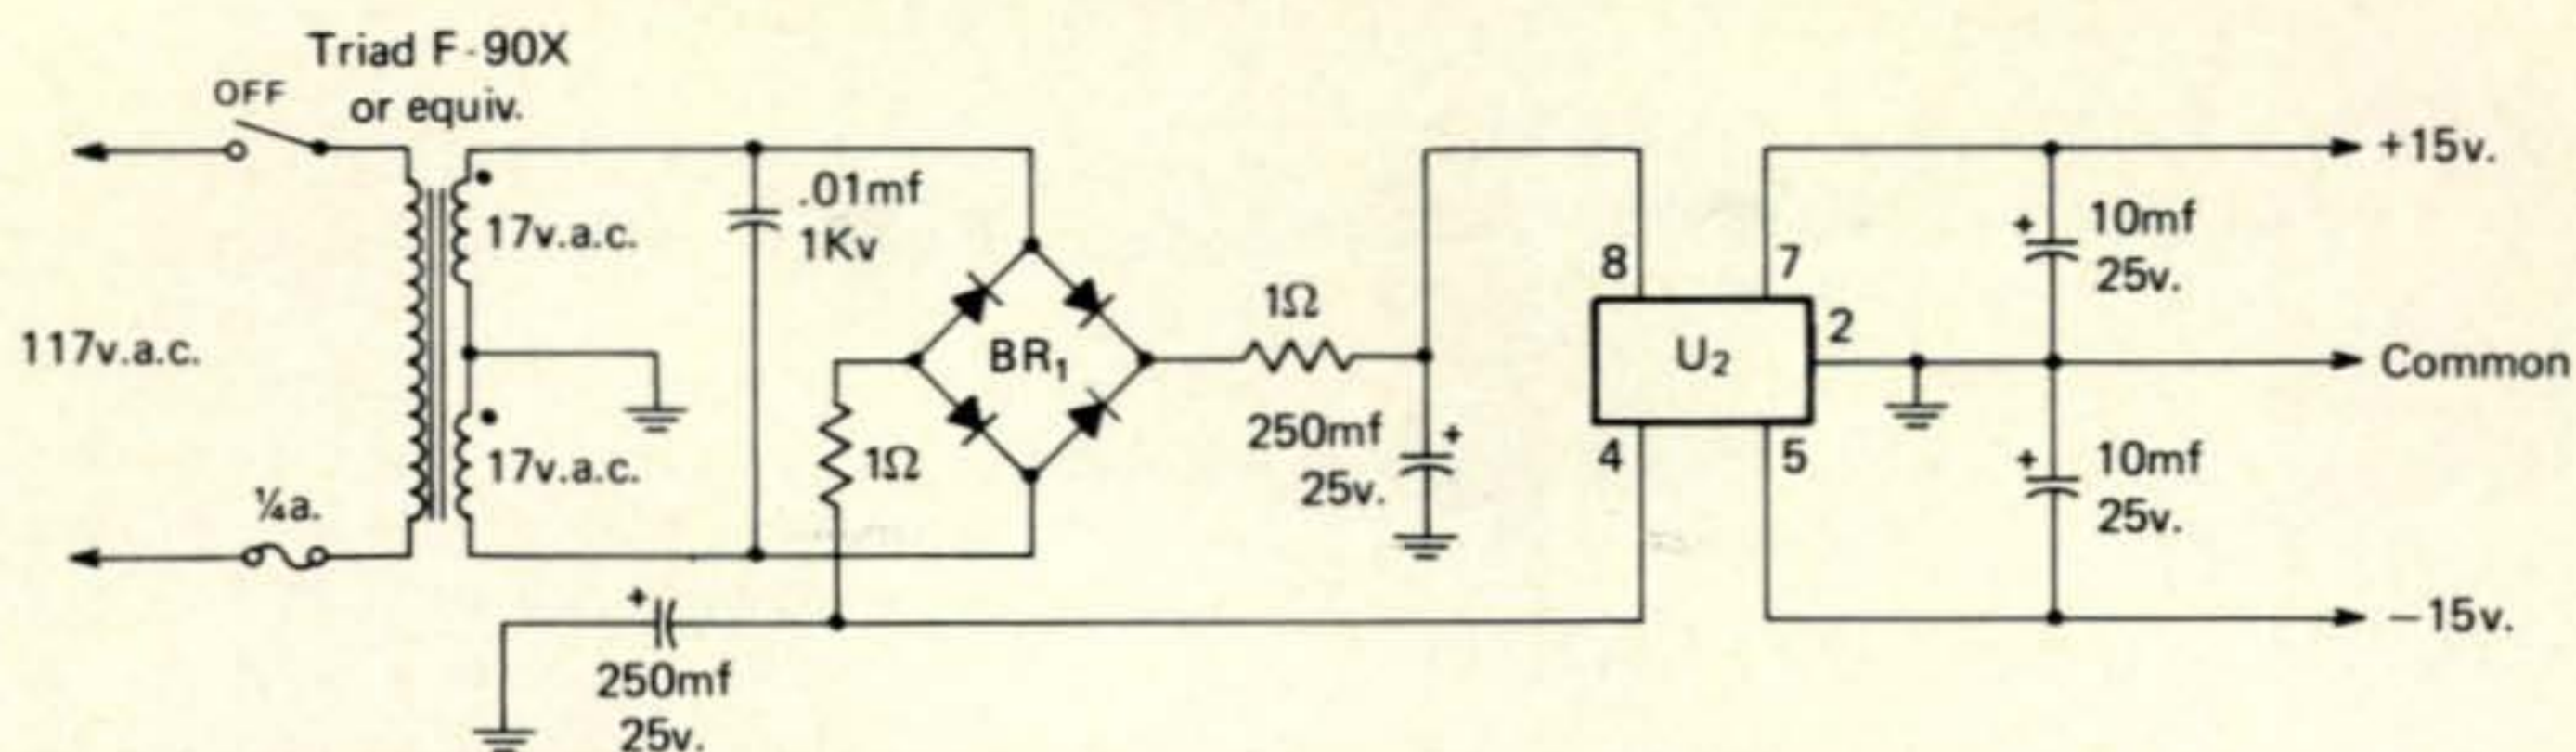 Triad F-90X
or equiv.
OFF
117v.a.c.
¼a.
17v.a.c.
17v.a.c.
.01mf
1Kv
BR₁
1Ω
1Ω
250mf
25v.
+
+
250mf
25v.
8
7
U₂
2
4
5
+
10mf
25v.
+
10mf
25v.
+15v.
Common
−15v.